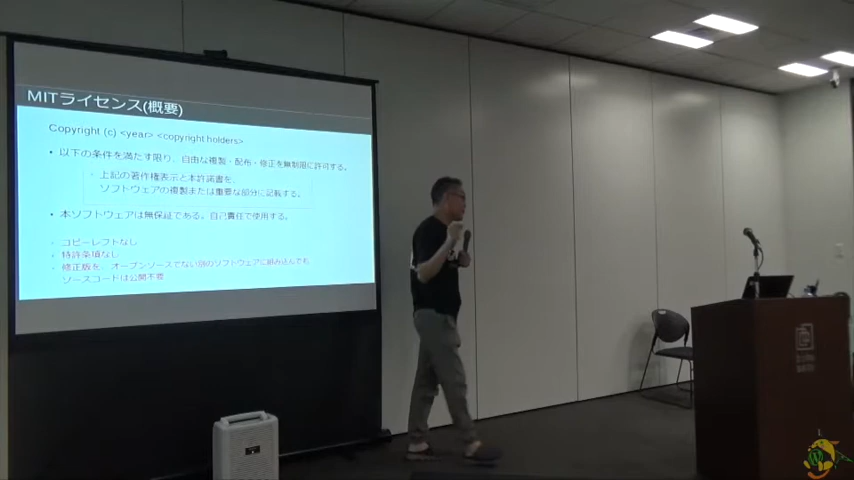 MITライセンス(概要)
Copyright (c) <year> <copyright holders>
• 以下の条件を満たす限り、自由な複製・配布・修正を無制限に許可する。
◦ 上記の著作権表示と本許諾書を、
ソフトウェアの複製または重要な部分に記載する。
• 本ソフトウェアは無保証である。自己責任で使用する。
◦ コピーレフトなし
◦ 特許条項なし
◦ 修正版を、オープンソースでない別のソフトウェアに組み込んでも、
ソースコードは公開不要